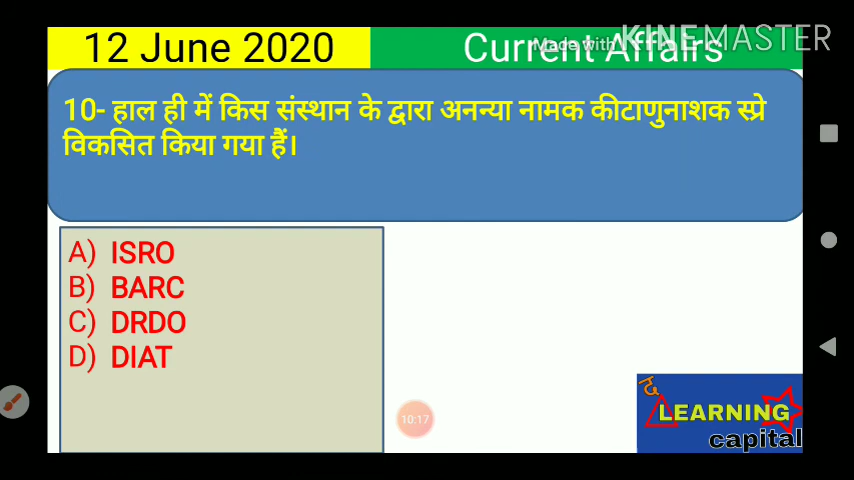 12 June 2020
Current Affairs
Made with KINEMASTER
10- हाल ही में किस संस्थान के द्वारा अनन्या नामक कीटाणुनाशक स्प्रे
विकसित किया गया हैं।
A) ISRO
B) BARC
C) DRDO
D) DIAT
10:17
LEARNING
capital